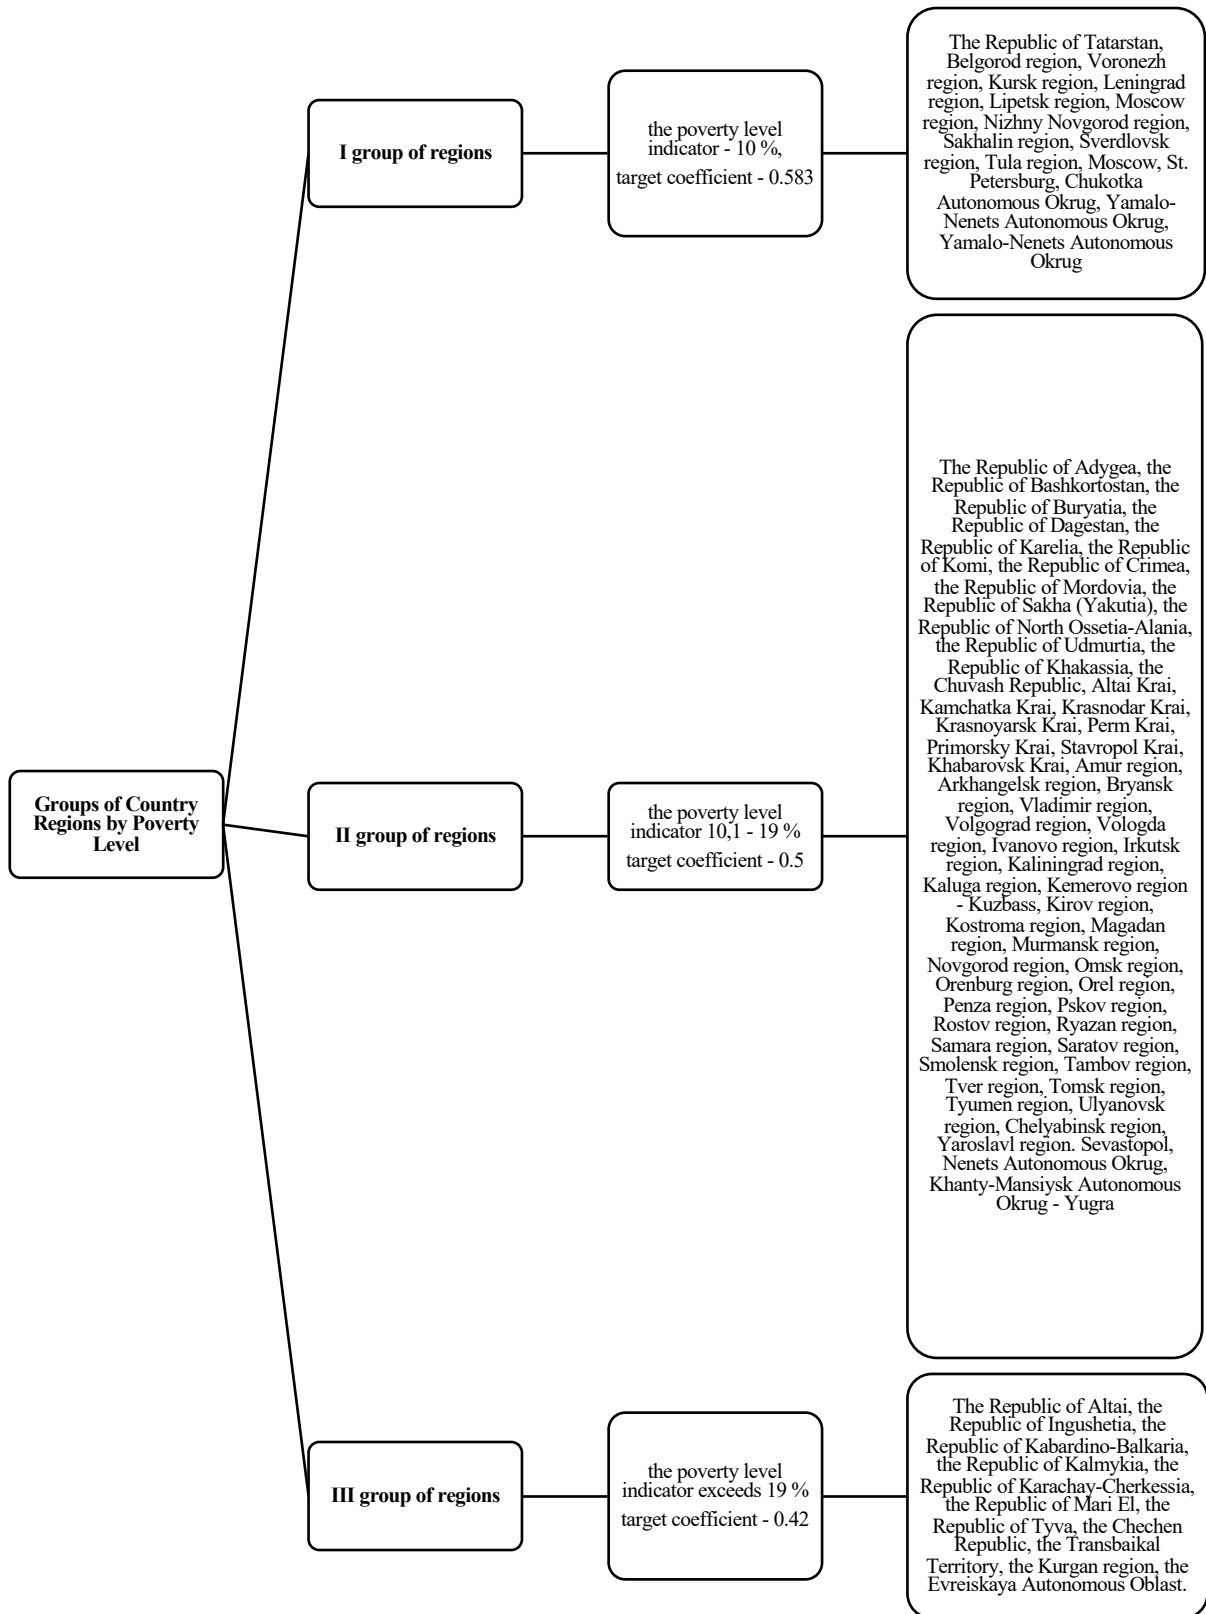 Groups of Country
Regions by Poverty
Level
I group of regions
the poverty level
indicator - 10 %,
target coefficient - 0.583
The Republic of Tatarstan,
Belgorod region, Voronezh
region, Kursk region, Leningrad
region, Lipetsk region, Moscow
region, Nizhny Novgorod region,
Sakhalin region, Sverdlovsk
region, Tula region, Moscow, St.
Petersburg, Chukotka
Autonomous Okrug, Yamalo-
Nenets Autonomous Okrug,
Yamalo-Nenets Autonomous
Okrug
II group of regions
the poverty level
indicator 10,1 - 19 %
target coefficient - 0.5
The Republic of Adygea, the
Republic of Bashkortostan, the
Republic of Buryatia, the
Republic of Dagestan, the
Republic of Karelia, the Republic
of Komi, the Republic of Crimea,
the Republic of Mordovia, the
Republic of Sakha (Yakutia), the
Republic of North Ossetia-Alania,
the Republic of Udmurtia, the
Republic of Khakassia, the
Chuvash Republic, Altai Krai,
Kamchatka Krai, Krasnodar Krai,
Krasnoyarsk Krai, Perm Krai,
Primorsky Krai, Stavropol Krai,
Khabarovsk Krai, Amur region,
Arkhangelsk region, Bryansk
region, Vladimir region,
Volgograd region, Vologda
region, Ivanovo region, Irkutsk
region, Kaliningrad region,
Kaluga region, Kemerovo region
- Kuzbass, Kirov region,
Kostroma region, Magadan
region, Murmansk region,
Novgorod region, Omsk region,
Orenburg region, Orel region,
Penza region, Pskov region,
Rostov region, Ryazan region,
Samara region, Saratov region,
Smolensk region, Tambov region,
Tver region, Tomsk region,
Tyumen region, Ulyanovsk
region, Chelyabinsk region,
Yaroslavl region. Sevastopol,
Nenets Autonomous Okrug,
Khanty-Mansiysk Autonomous
Okrug - Yugra
III group of regions
the poverty level
indicator exceeds 19 %
target coefficient - 0.42
The Republic of Altai, the
Republic of Ingushetia, the
Republic of Kabardino-Balkaria,
the Republic of Kalmykia, the
Republic of Karachay-Cherkessia,
the Republic of Mari El, the
Republic of Tyva, the Chechen
Republic, the Transbaikal
Territory, the Kurgan region, the
Evreiskaya Autonomous Oblast.